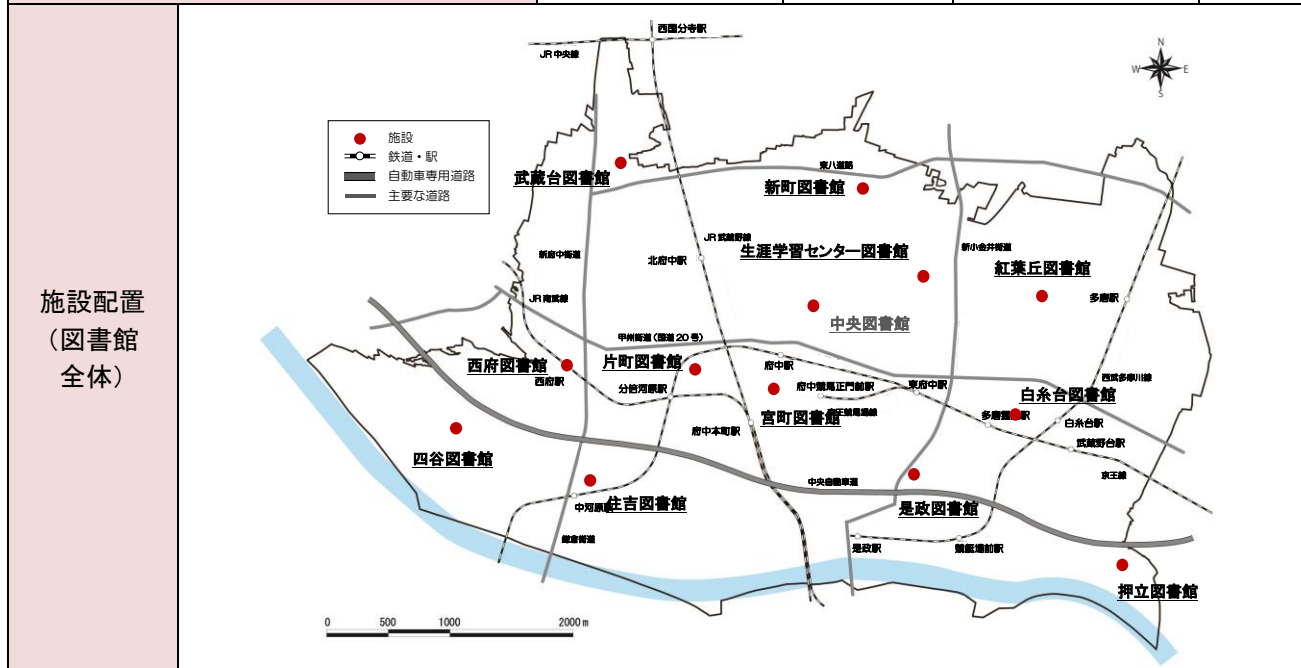 施設配置
（図書館
全体）
西国分寺駅
JR中央線
N
W
E
S
施設
鉄道・駅
自動車専用道路
主要な道路
武蔵台図書館
東八道路
新町図書館
JR武蔵野線
新府中街道
北府中駅
生涯学習センター図書館
新小金井街道
紅葉丘図書館
JR南武線
多磨駅
中央図書館
甲州街道（国道20号）
西府図書館
片町図書館
府中駅
西府駅
分倍河原駅
府中競馬正門前駅
東府中駅
西武多摩川線
白糸台図書館
宮町図書館
京王競馬場線
多磨霊園駅
白糸台駅
府中本町駅
武蔵野台駅
四谷図書館
中央自動車道
京王線
中河原駅
住吉図書館
是政図書館
鎌倉街道
是政駅
競艇場前駅
押立図書館
0
500
1000
2000m